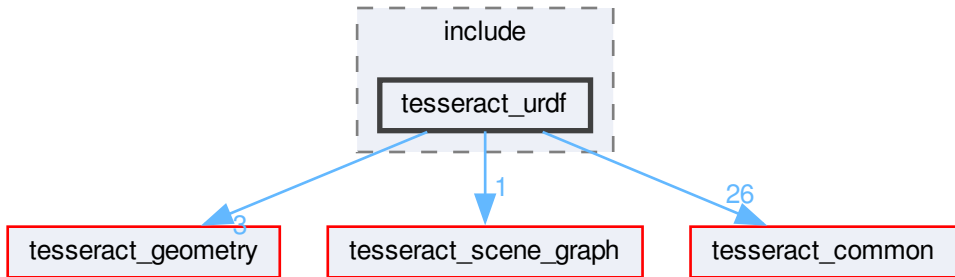 include
tesseract_urdf
3
1
26
tesseract_geometry
tesseract_scene_graph
tesseract_common